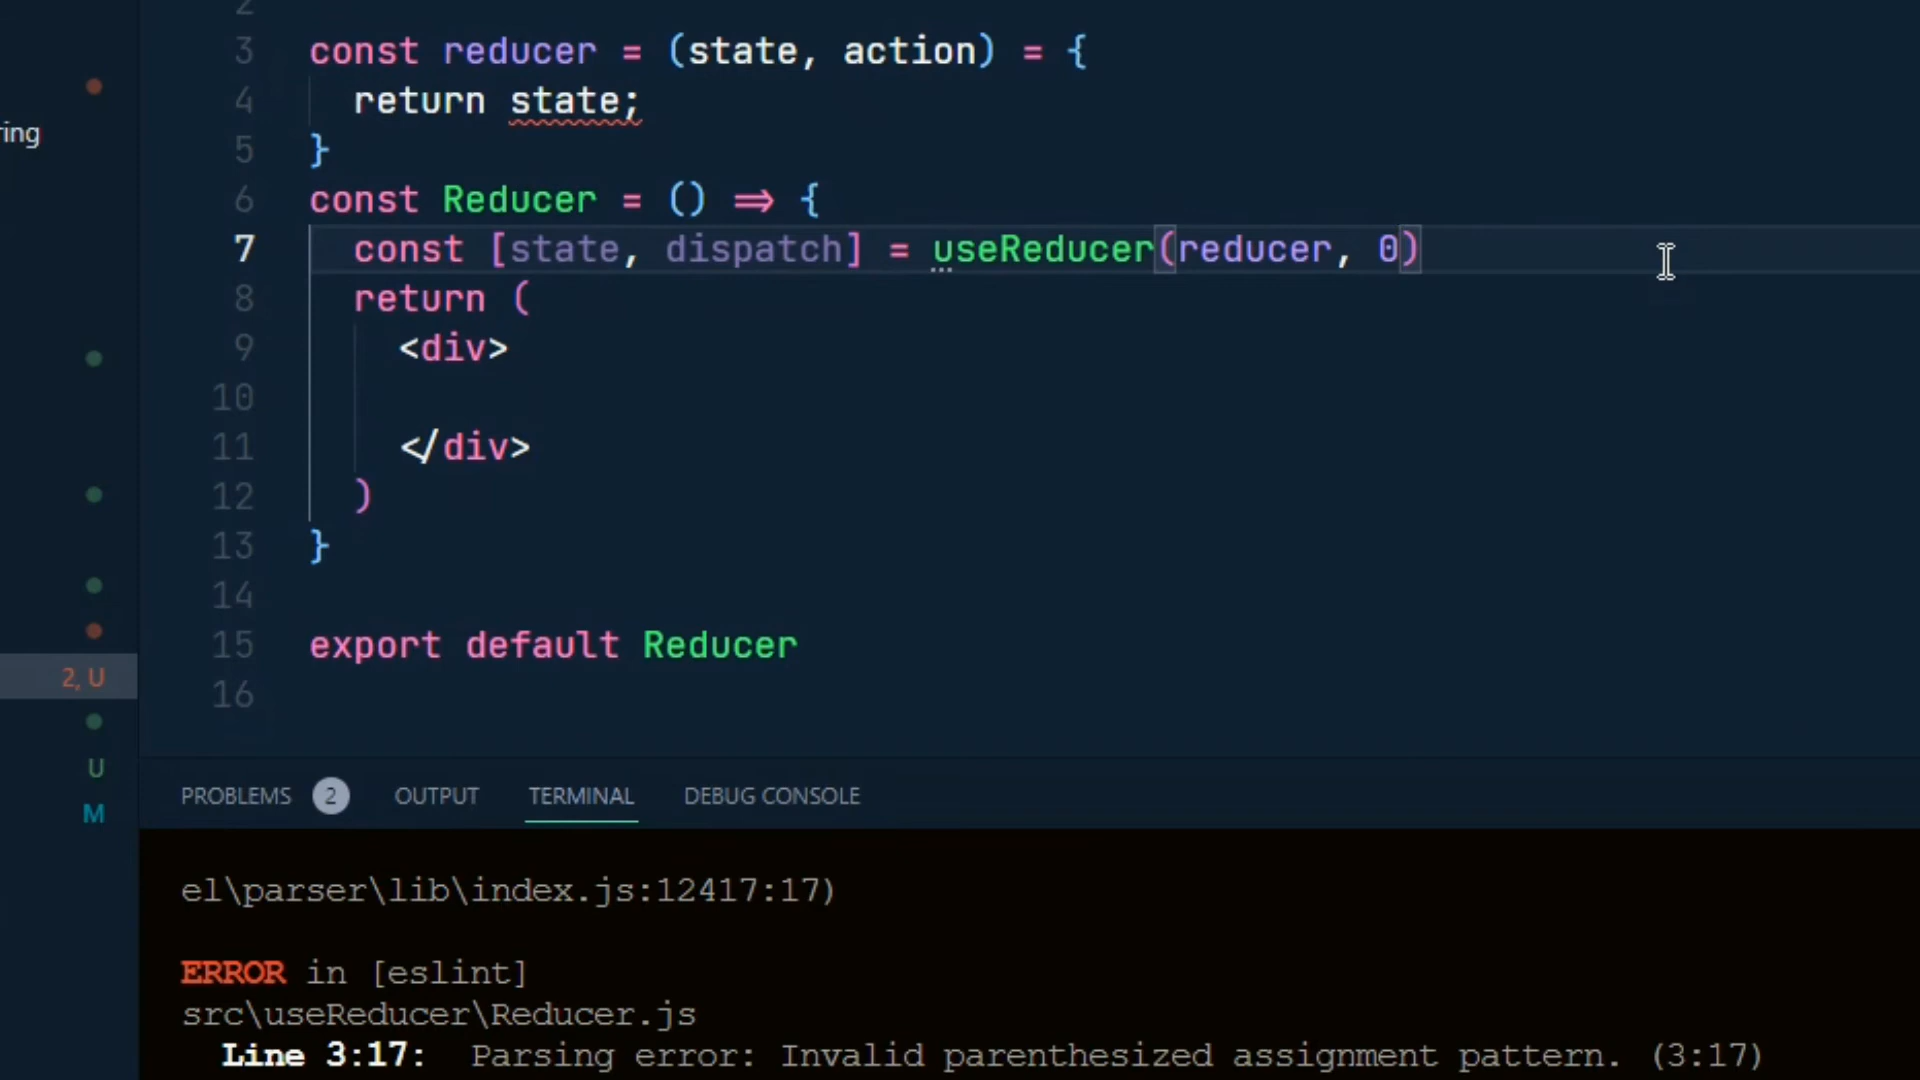 2
3 const reducer = (state, action) = {
4 return state;
ring
5 }
6 const Reducer = () => {
7 const [state, dispatch] = useReducer(reducer, 0)
8 return (
9 <div>
10
11 </div>
12 )
13 }
14
15 export default Reducer
2, U
16
U
PROBLEMS 2 OUTPUT TERMINAL DEBUG CONSOLE
M
el\parser\lib\index.js:12417:17)
ERROR in [eslint]
src\useReducer\Reducer.js
Line 3:17: Parsing error: Invalid parenthesized assignment pattern. (3:17)